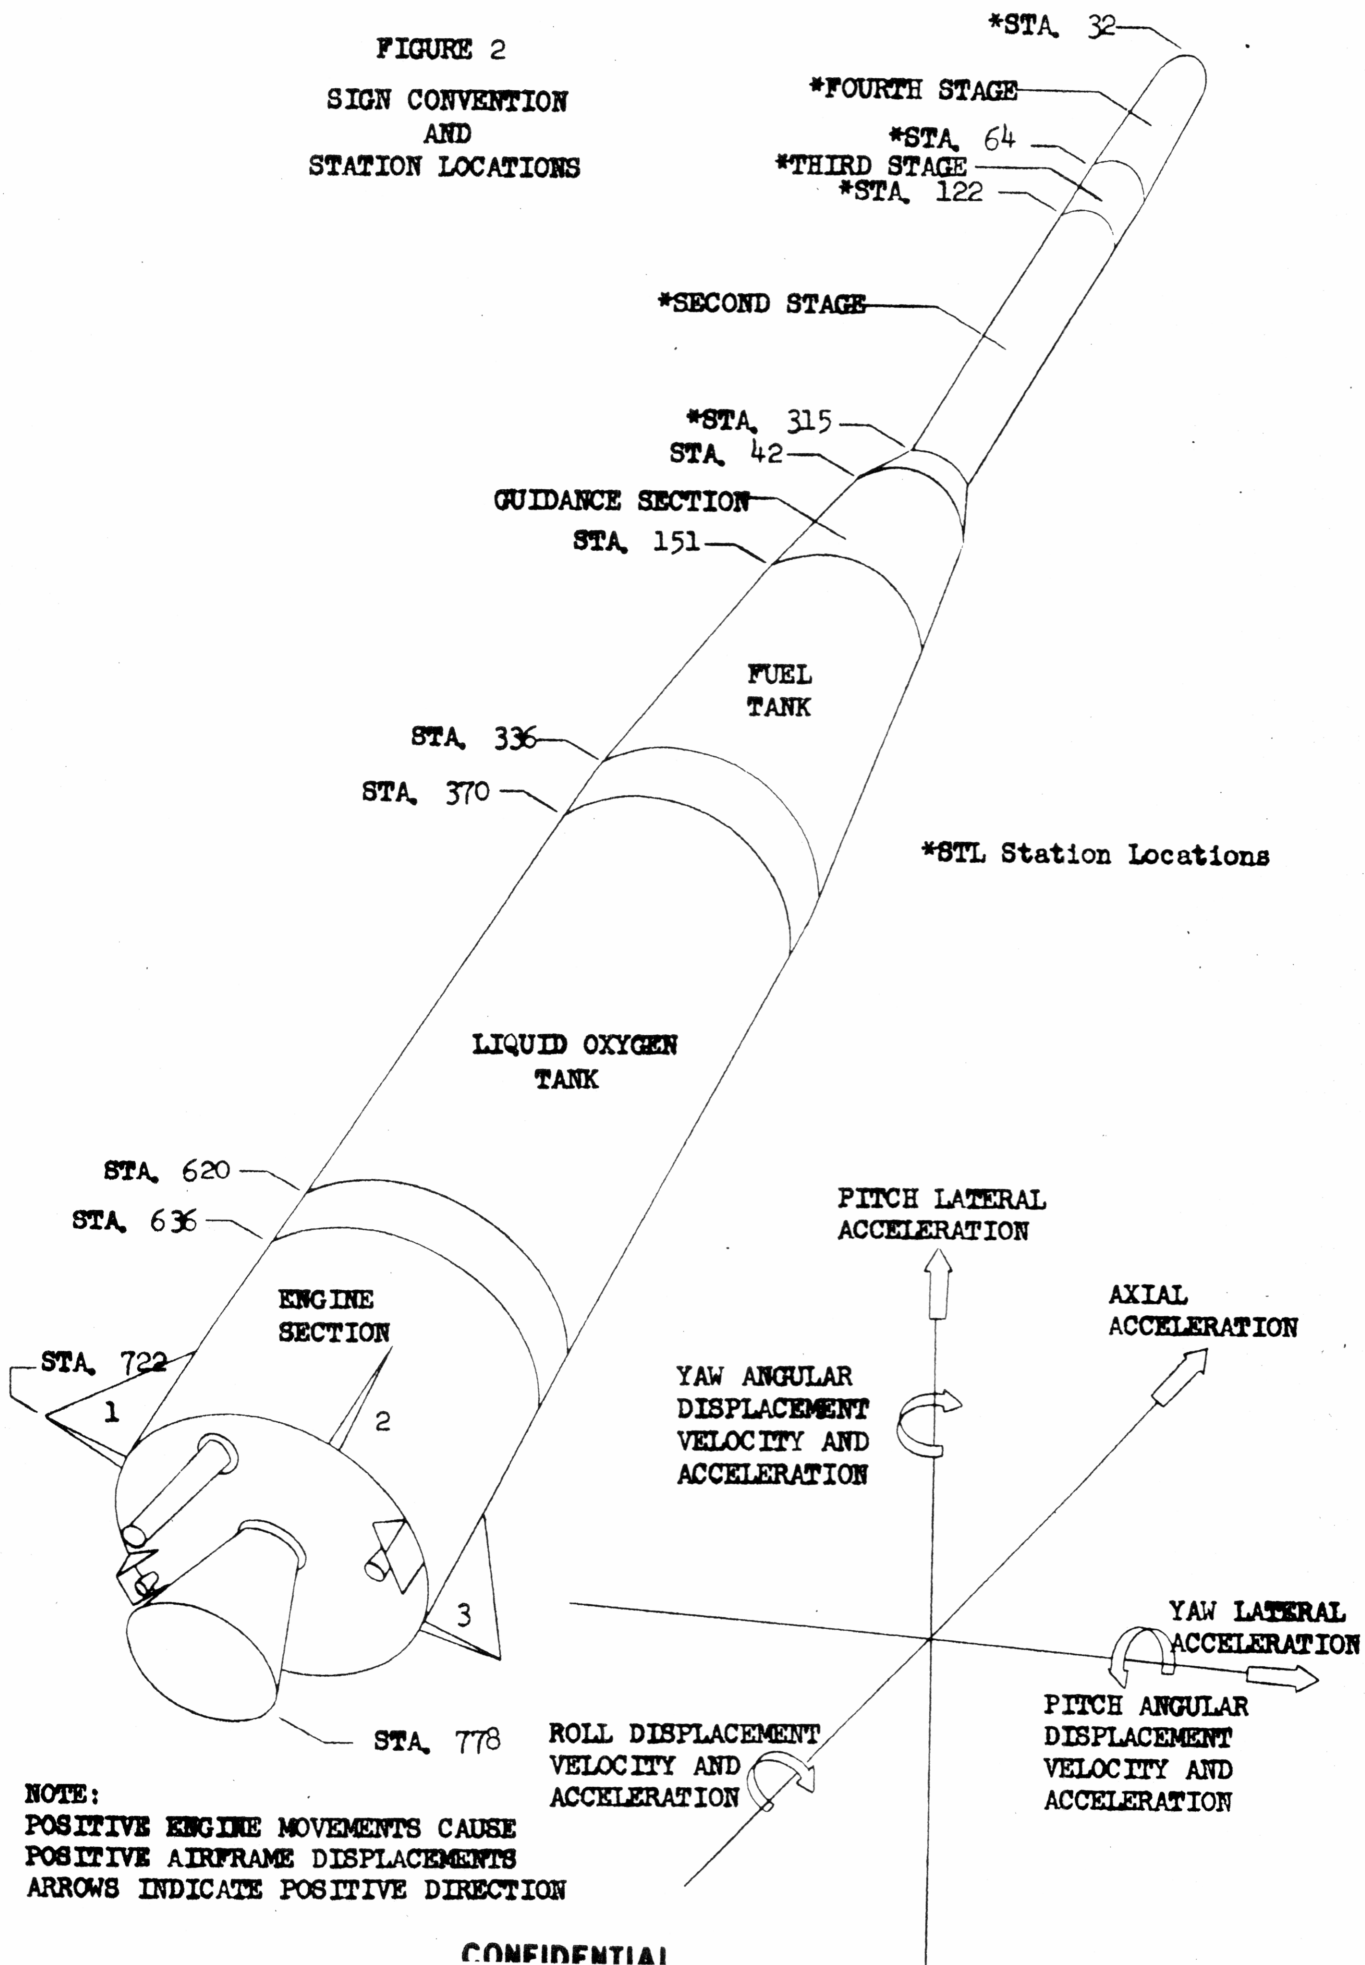 FIGURE 2
SIGN CONVENTION
AND
STATION LOCATIONS
*STA. 32
*FOURTH STAGE
*STA. 64
*THIRD STAGE
*STA. 122
*SECOND STAGE
*STA. 315
STA. 42
GUIDANCE SECTION
STA. 151
FUEL
TANK
STA. 336
STA. 370
*STL Station Locations
LIQUID OXYGEN
TANK
STA. 620
STA. 636
ENGINE
SECTION
STA. 722
1
2
3
STA. 778
PITCH LATERAL
ACCELERATION
AXIAL
ACCELERATION
YAW ANGULAR
DISPLACEMENT
VELOCITY AND
ACCELERATION
YAW LATERAL
ACCELERATION
PITCH ANGULAR
DISPLACEMENT
VELOCITY AND
ACCELERATION
ROLL DISPLACEMENT
VELOCITY AND
ACCELERATION
NOTE:
POSITIVE ENGINE MOVEMENTS CAUSE
POSITIVE AIRFRAME DISPLACEMENTS
ARROWS INDICATE POSITIVE DIRECTION
CONFIDENTIAL